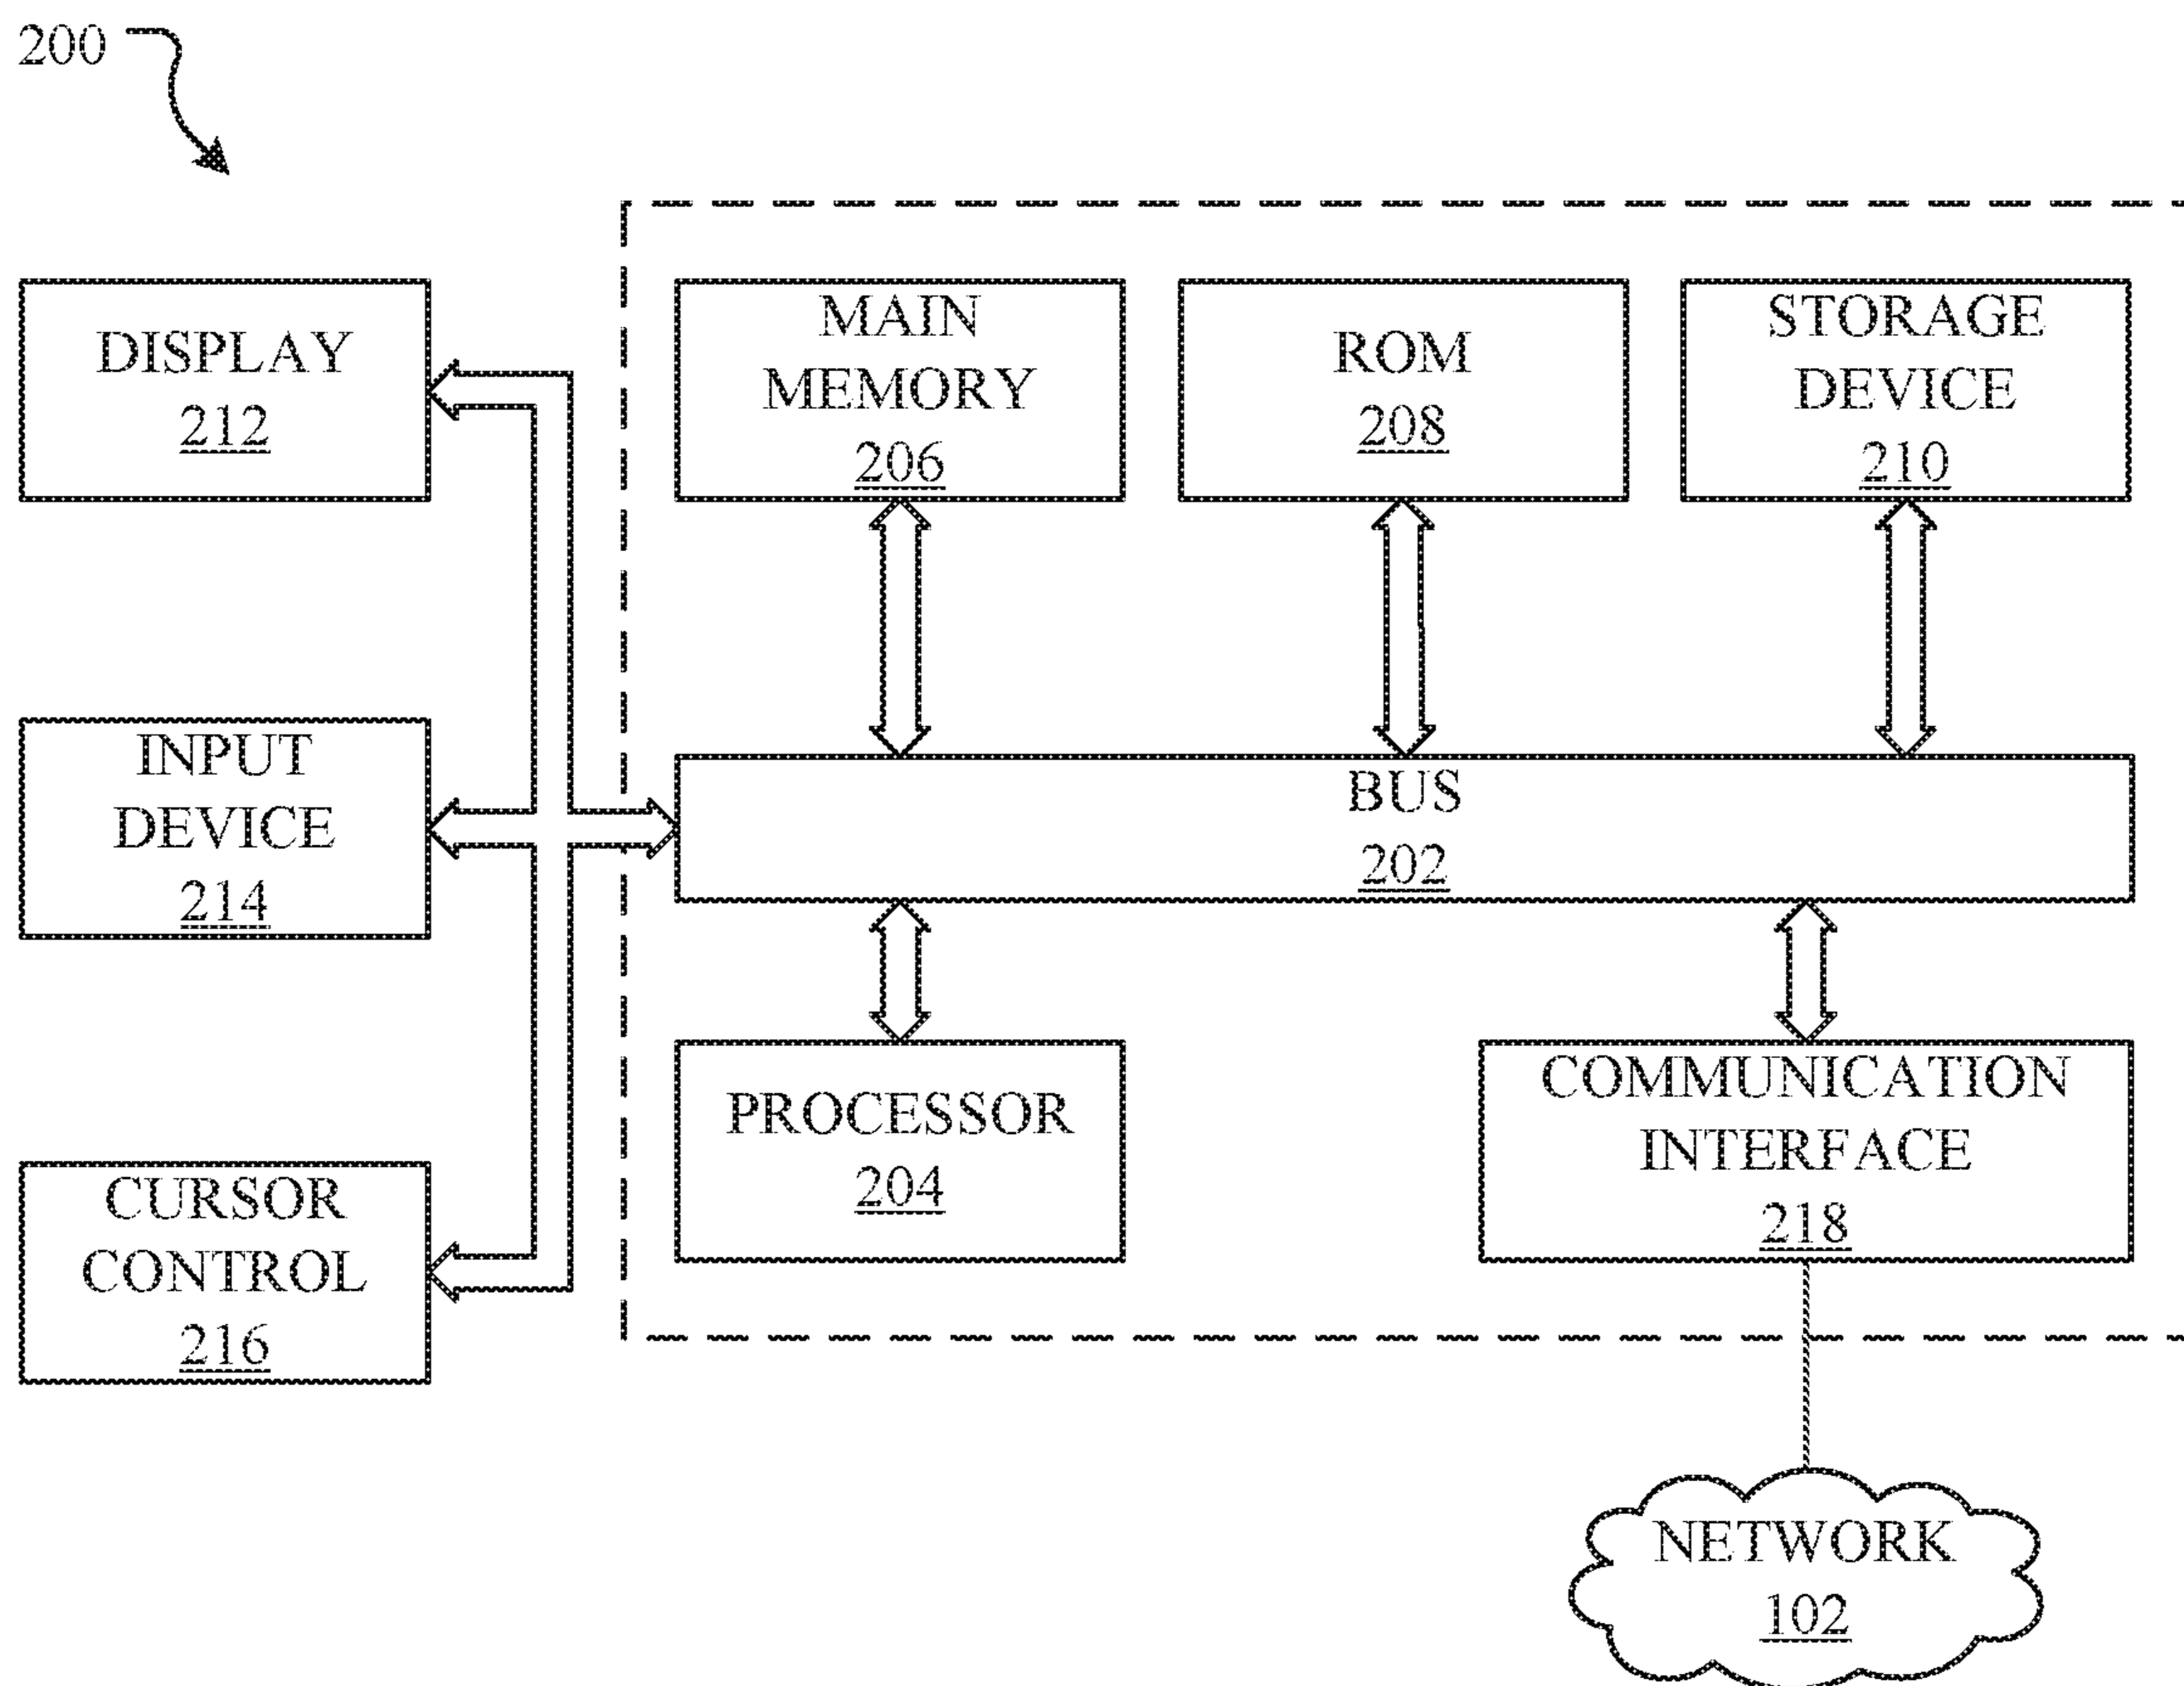 200
DISPLAY
212
MAIN
MEMORY
206
ROM
208
STORAGE
DEVICE
210
INPUT
DEVICE
214
BUS
202
PROCESSOR
204
COMMUNICATION
INTERFACE
218
CURSOR
CONTROL
216
NETWORK
102